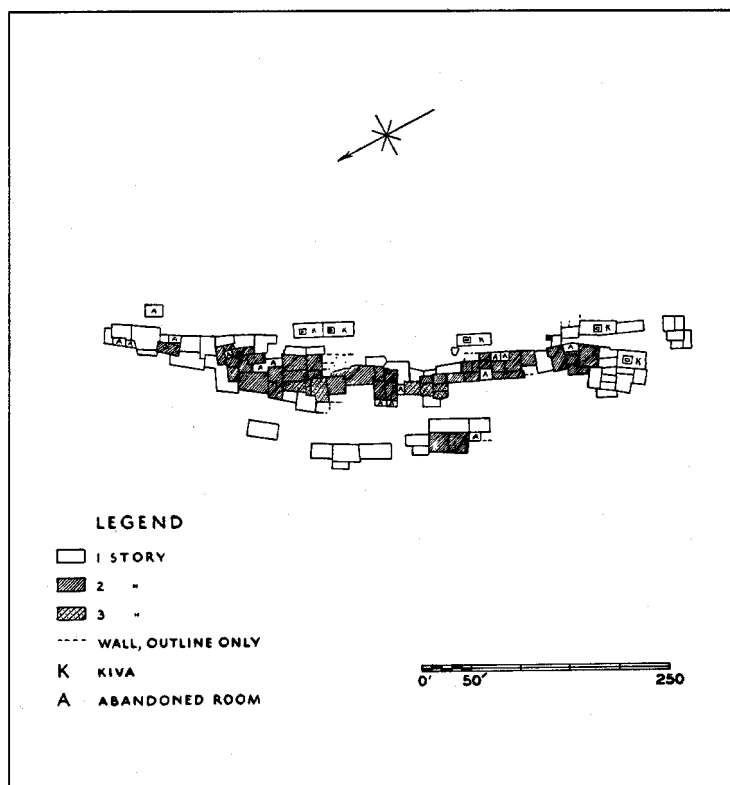 A
K K
K
K
A A
A
A
A
A
A A
A
A
A
K
A A
A
A
LEGEND
1 STORY
2 "
3 "
WALL, OUTLINE ONLY
K KIVA
A ABANDONED ROOM
0' 50' 250